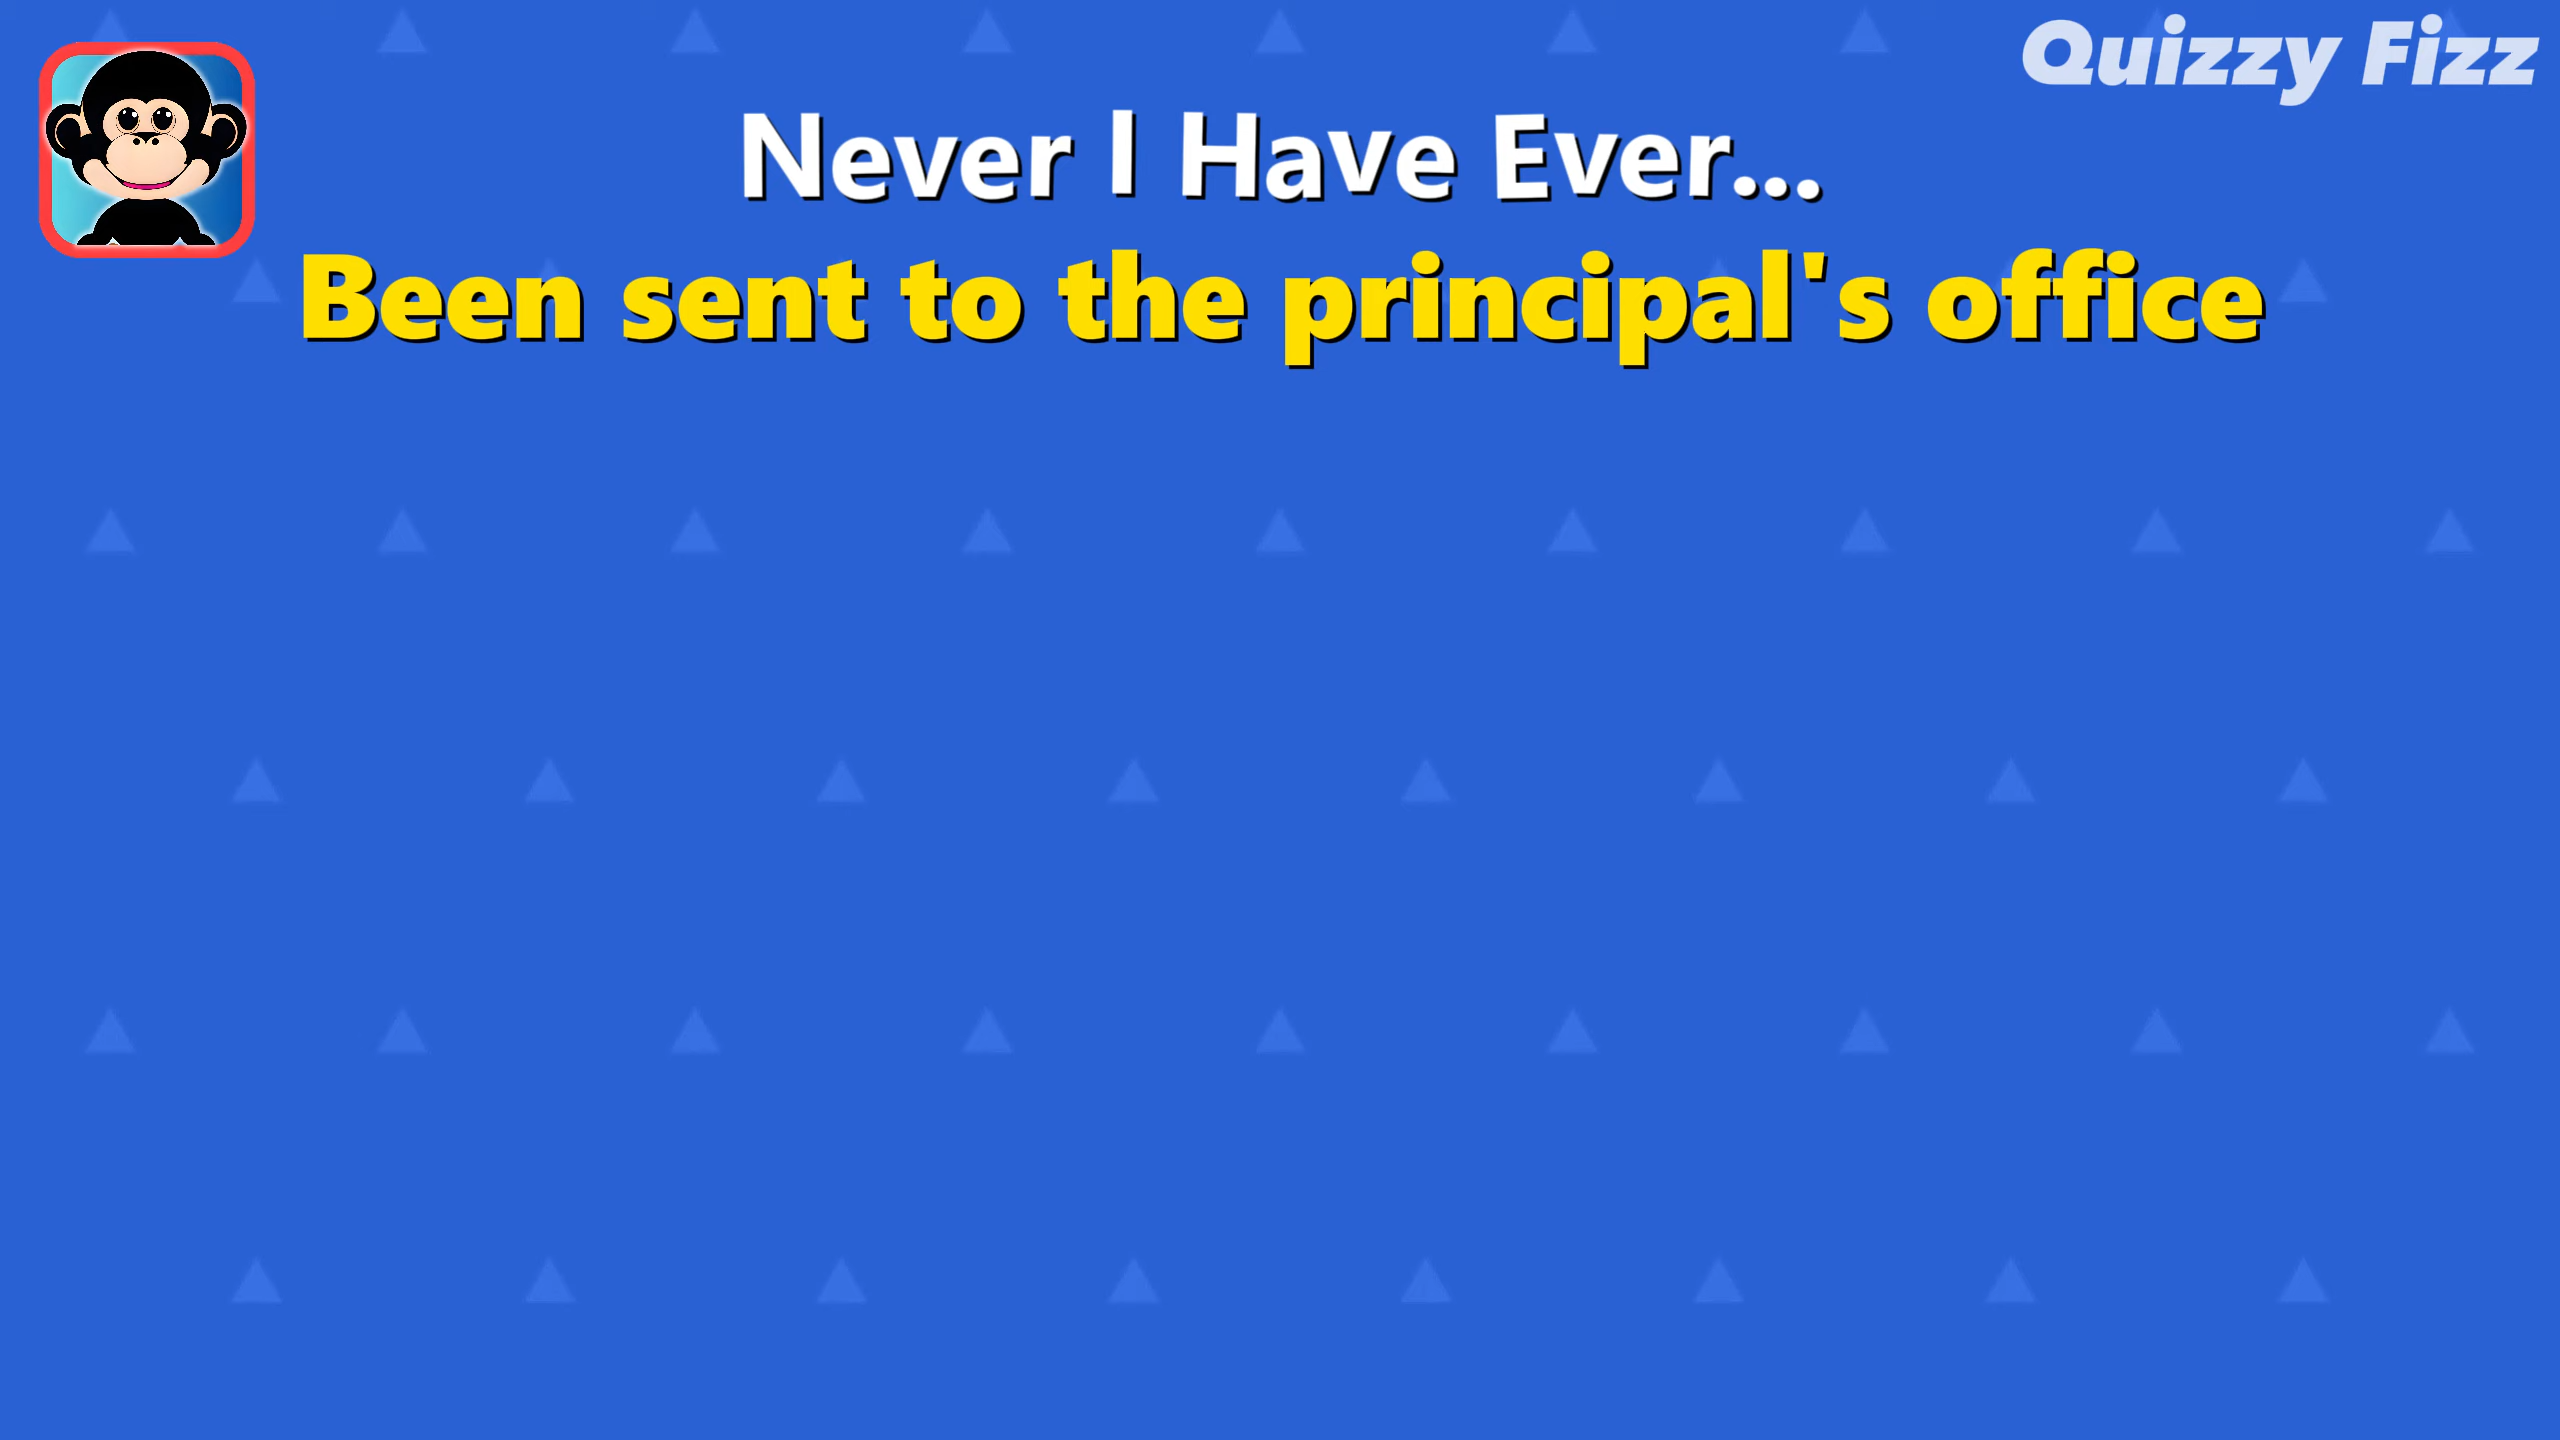 Quizzy Fizz
Never I Have Ever...
Been sent to the principal's office